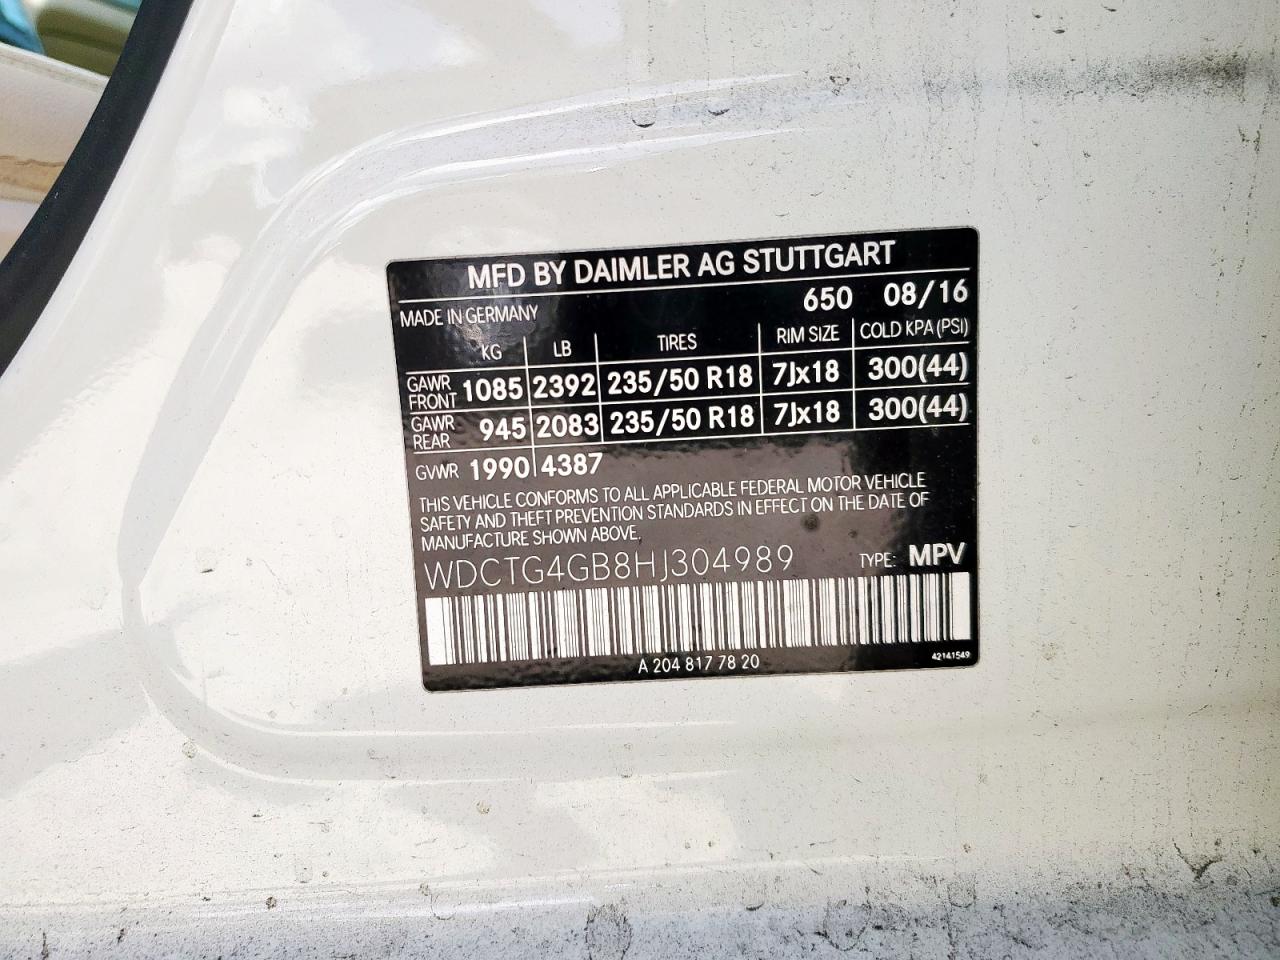 MFD BY DAIMLER AG STUTTGART
MADE IN GERMANY 650 08/16
KG LB TIRES RIM SIZE COLD KPA (PSI)
GAWR FRONT 1085 2392 235/50 R18 7Jx18 300(44)
GAWR REAR 945 2083 235/50 R18 7Jx18 300(44)
GVWR 1990 4387
THIS VEHICLE CONFORMS TO ALL APPLICABLE FEDERAL MOTOR VEHICLE
SAFETY AND THEFT PREVENTION STANDARDS IN EFFECT ON THE DATE OF
MANUFACTURE SHOWN ABOVE.
WDCTG4GB8HJ304989 TYPE: MPV
A 204 817 78 20 42141549